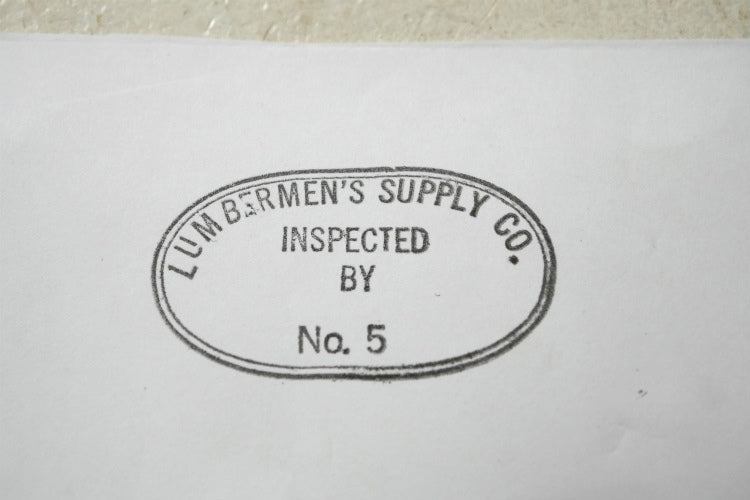 LUMBERMEN'S SUPPLY CO.
INSPECTED
BY
No. 5